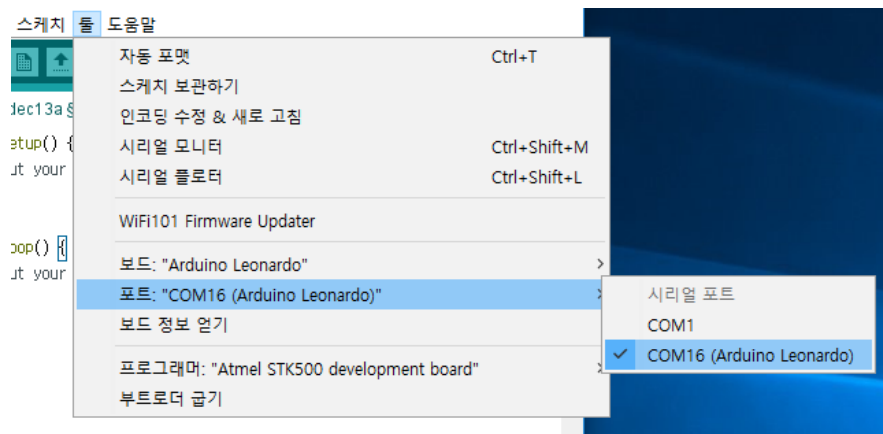 스케치 툴 도움말
자동 포맷 Ctrl+T
스케치 보관하기
인코딩 수정 & 새로 고침
시리얼 모니터 Ctrl+Shift+M
시리얼 플로터 Ctrl+Shift+L
WiFi101 Firmware Updater
보드: "Arduino Leonardo"
포트: "COM16 (Arduino Leonardo)"
보드 정보 얻기
프로그래머: "Atmel STK500 development board"
부트로더 굽기
dec13a §
etup() {
ut your
oop() {
ut your
시리얼 포트
COM1
COM16 (Arduino Leonardo)